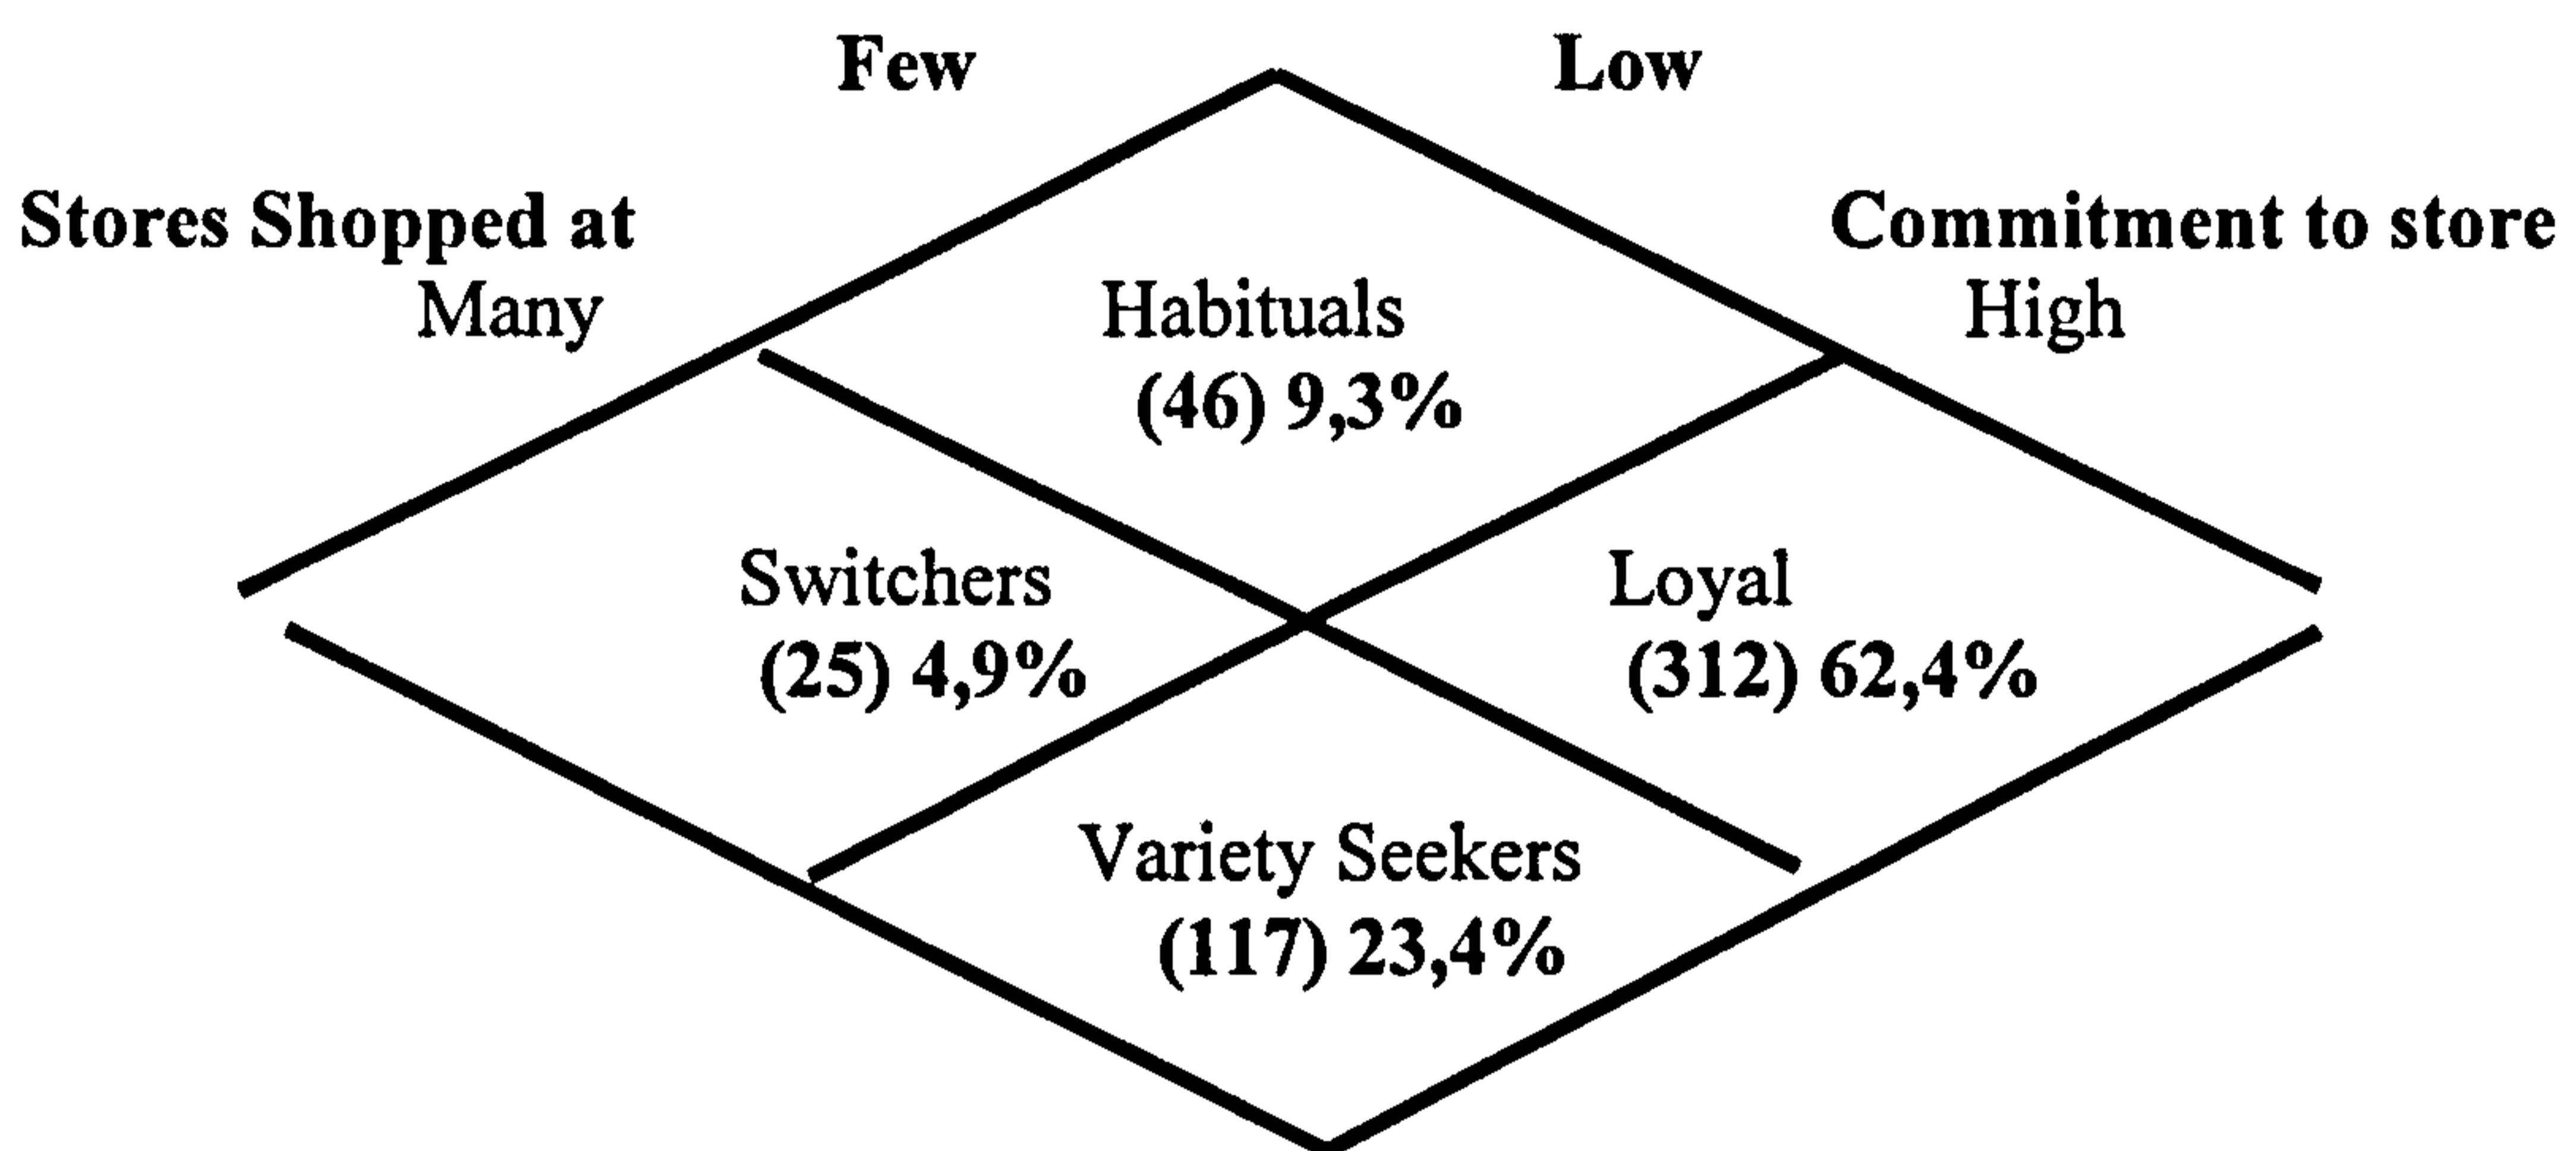 Few Low
Stores Shopped at Commitment to store
Many Habituals High
(46) 9,3%
Switchers Loyal
(25) 4,9% (312) 62,4%
Variety Seekers
(117) 23,4%